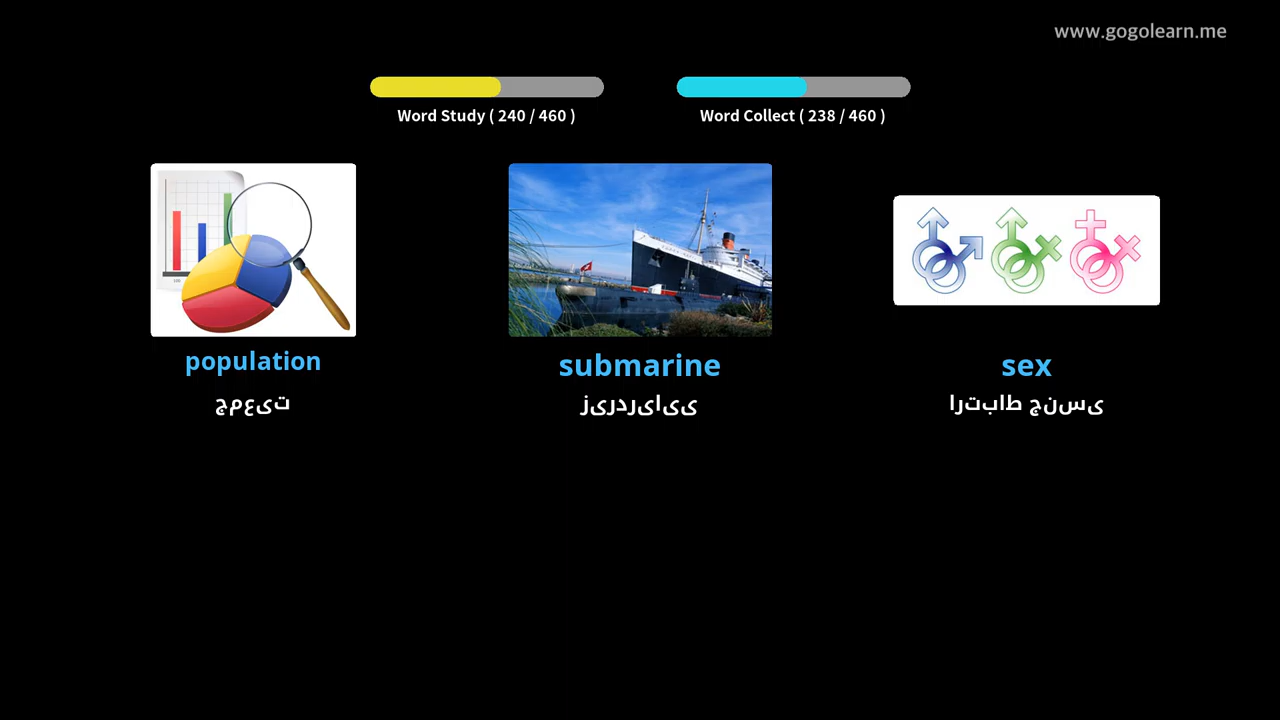 www.gogolearn.me
Word Study ( 240 / 460 )
Word Collect ( 238 / 460 )
population
submarine
sex
جمعیت
زیردریایی
ارتباط جنسی